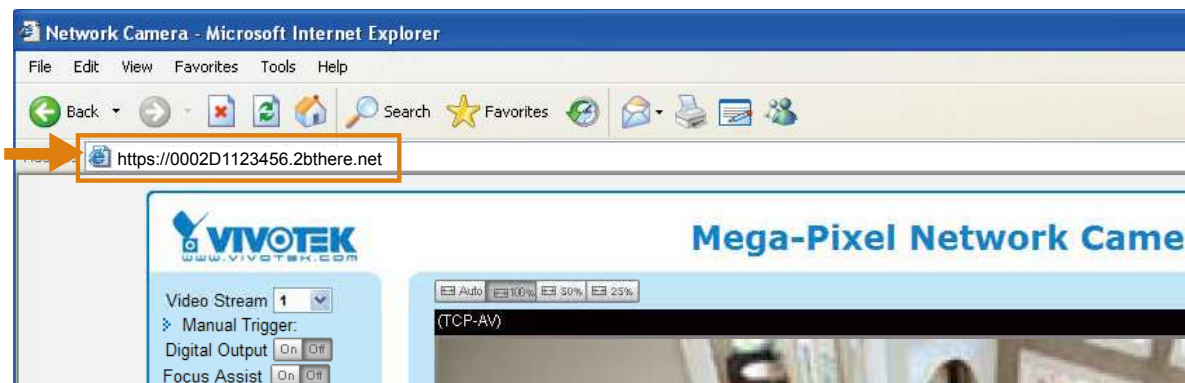 Network Camera - Microsoft Internet Explorer
File Edit View Favorites Tools Help
Back Search Favorites
https://0002D1123456.2bthere.net
VIVOTEK
www.vivotek.com
Mega-Pixel Network Came
Auto 100% 50% 25%
Video Stream 1
(TCP-AV)
Manual Trigger:
Digital Output On Off
Focus Assist On Off